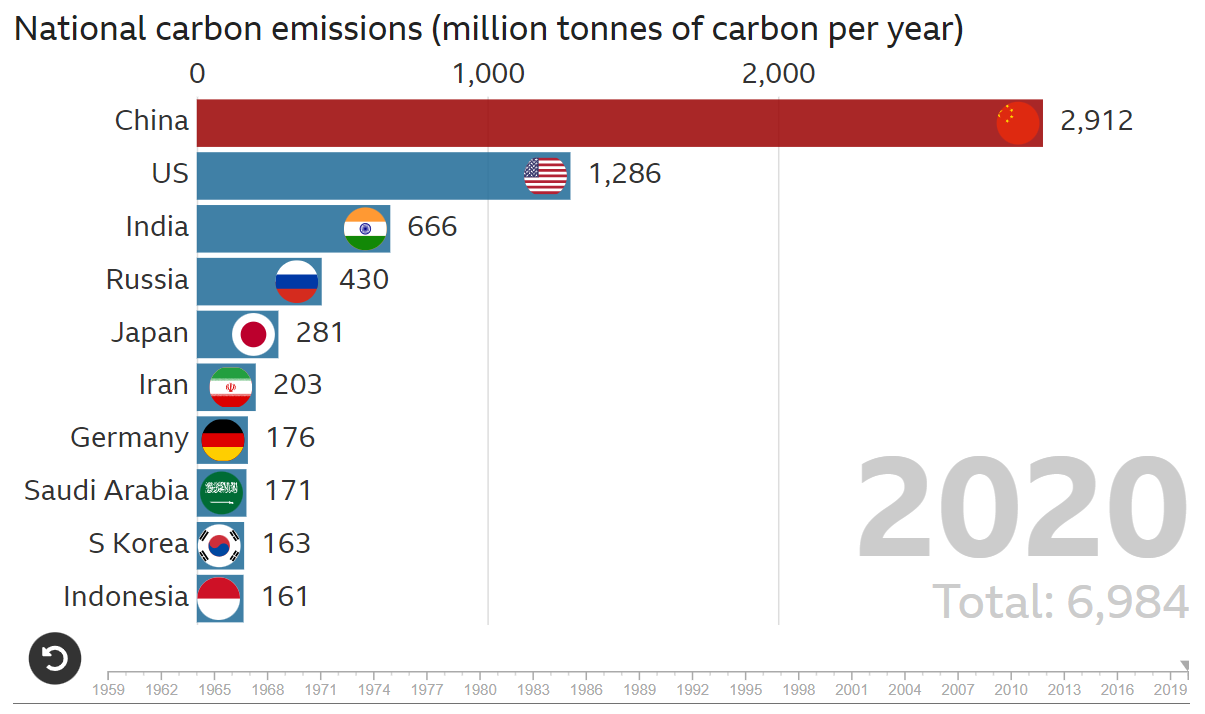 National carbon emissions (million tonnes of carbon per year)
0 1,000 2,000
China 2,912
US 1,286
India 666
Russia 430
Japan 281
Iran 203
Germany 176
Saudi Arabia 171
S Korea 163
Indonesia 161
2020
Total: 6,984
1959 1962 1965 1968 1971 1974 1977 1980 1983 1986 1989 1992 1995 1998 2001 2004 2007 2010 2013 2016 2019